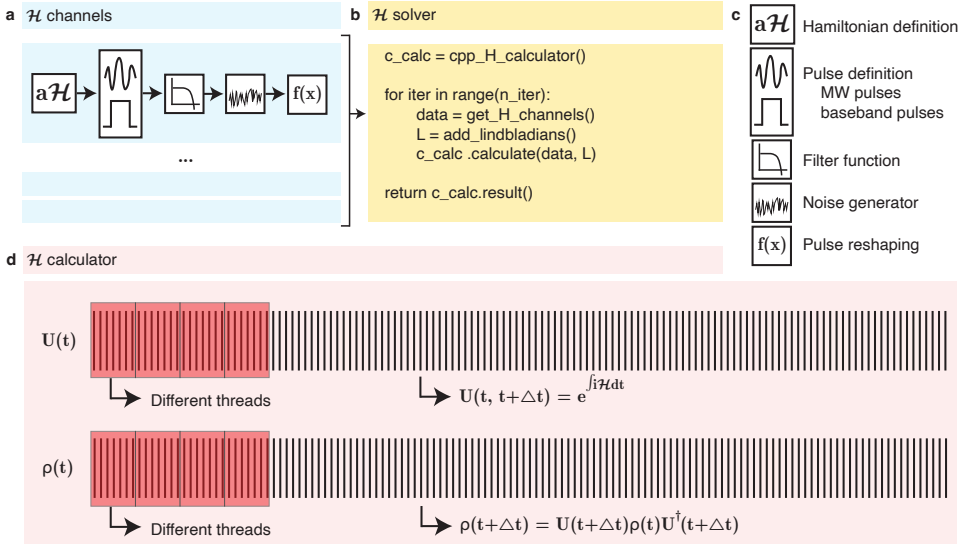 a ℋ channels
aℋ
f(x)
...
b ℋ solver
c_calc = cpp_H_calculator()
for iter in range(n_iter):
data = get_H_channels()
L = add_lindbladians()
c_calc .calculate(data, L)
return c_calc.result()
c
aℋ Hamiltonian definition
Pulse definition
MW pulses
baseband pulses
Filter function
Noise generator
f(x) Pulse reshaping
d ℋ calculator
U(t)
Different threads
U(t, t+△t) = e^∫iℋdt
ρ(t)
Different threads
ρ(t+△t) = U(t+△t)ρ(t)U†(t+△t)